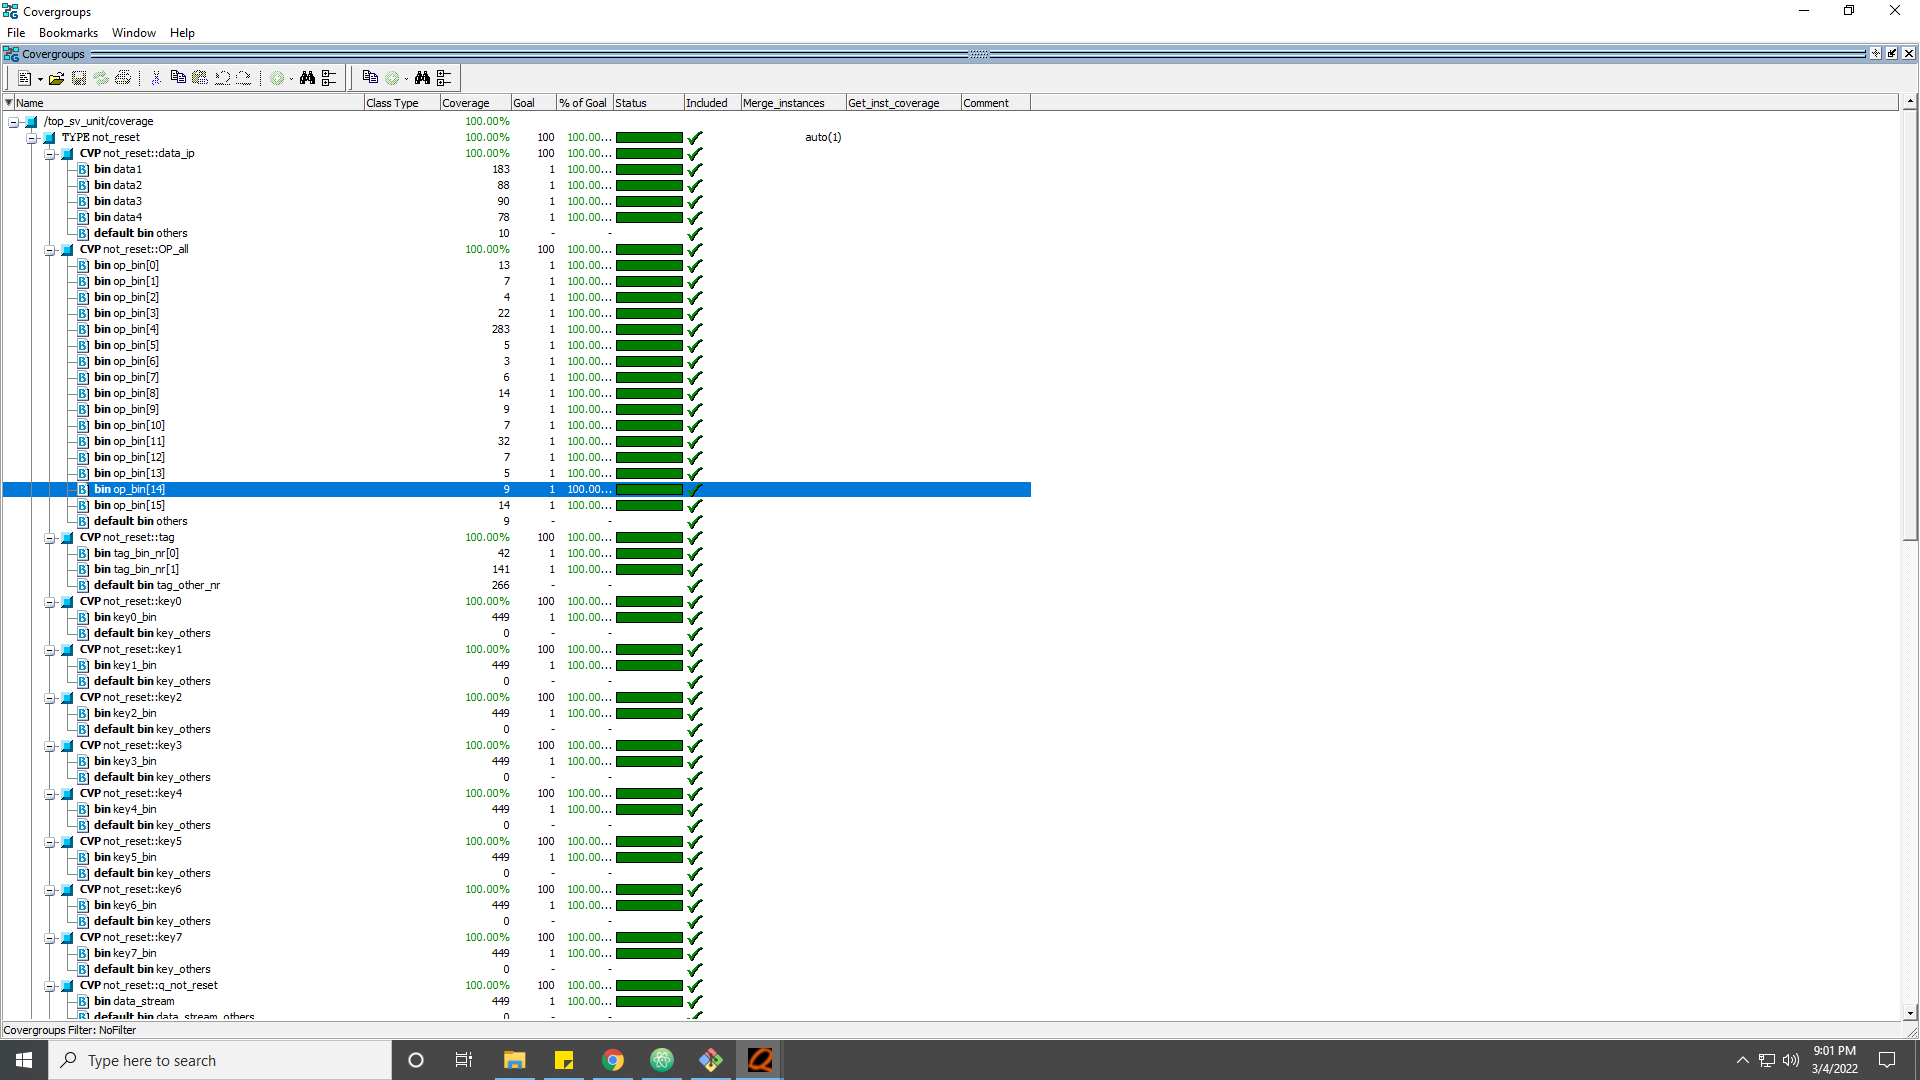 Covergroups
File Bookmarks Window Help
Covergroups
Name Class Type Coverage Goal % of Goal Status Included Merge_instances Get_inst_coverage Comment
/top_sv_unit/coverage 100.00%
TYPE not_reset 100.00% 100 100.00... auto(1)
CVP not_reset::data_ip 100.00% 100 100.00...
B bin data1 183 1 100.00...
B bin data2 88 1 100.00...
B bin data3 90 1 100.00...
B bin data4 78 1 100.00...
B default bin others 10 - -
CVP not_reset::OP_all 100.00% 100 100.00...
B bin op_bin[0] 13 1 100.00...
B bin op_bin[1] 7 1 100.00...
B bin op_bin[2] 4 1 100.00...
B bin op_bin[3] 22 1 100.00...
B bin op_bin[4] 283 1 100.00...
B bin op_bin[5] 5 1 100.00...
B bin op_bin[6] 3 1 100.00...
B bin op_bin[7] 6 1 100.00...
B bin op_bin[8] 14 1 100.00...
B bin op_bin[9] 9 1 100.00...
B bin op_bin[10] 7 1 100.00...
B bin op_bin[11] 32 1 100.00...
B bin op_bin[12] 7 1 100.00...
B bin op_bin[13] 5 1 100.00...
B bin op_bin[14] 9 1 100.00...
B bin op_bin[15] 14 1 100.00...
B default bin others 9 - -
CVP not_reset::tag 100.00% 100 100.00...
B bin tag_bin_nr[0] 42 1 100.00...
B bin tag_bin_nr[1] 141 1 100.00...
B default bin tag_other_nr 266 - -
CVP not_reset::key0 100.00% 100 100.00...
B bin key0_bin 449 1 100.00...
B default bin key_others 0 - -
CVP not_reset::key1 100.00% 100 100.00...
B bin key1_bin 449 1 100.00...
B default bin key_others 0 - -
CVP not_reset::key2 100.00% 100 100.00...
B bin key2_bin 449 1 100.00...
B default bin key_others 0 - -
CVP not_reset::key3 100.00% 100 100.00...
B bin key3_bin 449 1 100.00...
B default bin key_others 0 - -
CVP not_reset::key4 100.00% 100 100.00...
B bin key4_bin 449 1 100.00...
B default bin key_others 0 - -
CVP not_reset::key5 100.00% 100 100.00...
B bin key5_bin 449 1 100.00...
B default bin key_others 0 - -
CVP not_reset::key6 100.00% 100 100.00...
B bin key6_bin 449 1 100.00...
B default bin key_others 0 - -
CVP not_reset::key7 100.00% 100 100.00...
B bin key7_bin 449 1 100.00...
B default bin key_others 0 - -
CVP not_reset::q_not_reset 100.00% 100 100.00...
B bin data_stream 449 1 100.00...
B default bin data_stream_others 0 - -
Covergroups Filter: NoFilter
Type here to search
9:01 PM
3/4/2022